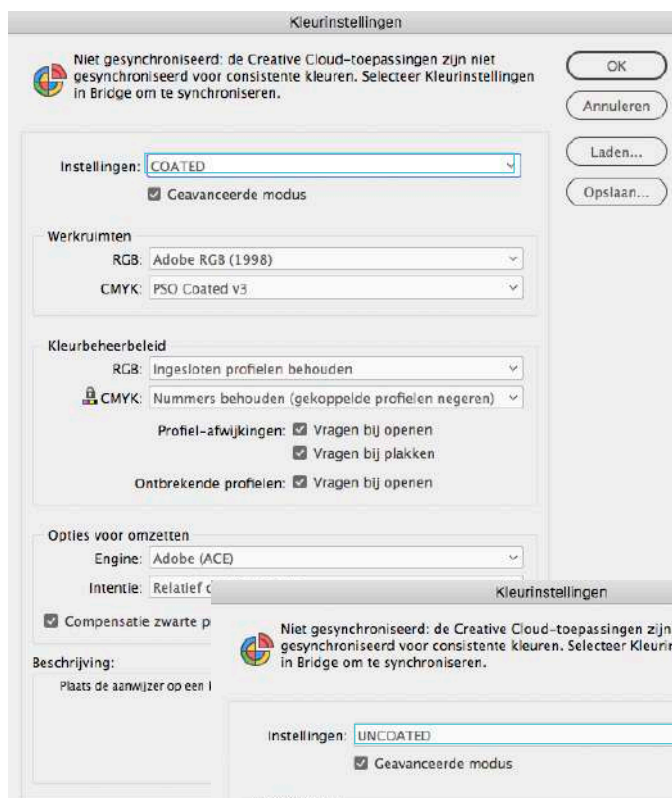 Kleurinstellingen
Niet gesynchroniseerd: de Creative Cloud-toepassingen zijn niet
gesynchroniseerd voor consistente kleuren. Selecteer Kleurinstellingen
in Bridge om te synchroniseren.
OK
Annuleren
Laden...
Opslaan...
Instellingen: COATED
Geavanceerde modus
Werkruimten
RGB: Adobe RGB (1998)
CMYK: PSO Coated v3
Kleurbeheerbeleid
RGB: Ingesloten profielen behouden
CMYK: Nummers behouden (gekoppelde profielen negeren)
Profiel-afwijkingen: Vragen bij openen
Vragen bij plakken
Ontbrekende profielen: Vragen bij openen
Opties voor omzetten
Engine: Adobe (ACE)
Intentie: Relatief
Compensatie zwarte
Beschrijving:
Plaats de aanwijzer op een
Kleurinstellingen
Niet gesynchroniseerd: de Creative Cloud-toepassingen zijn
gesynchroniseerd voor consistente kleuren. Selecteer
in Bridge om te synchroniseren.
Instellingen: UNCOATED
Geavanceerde modus